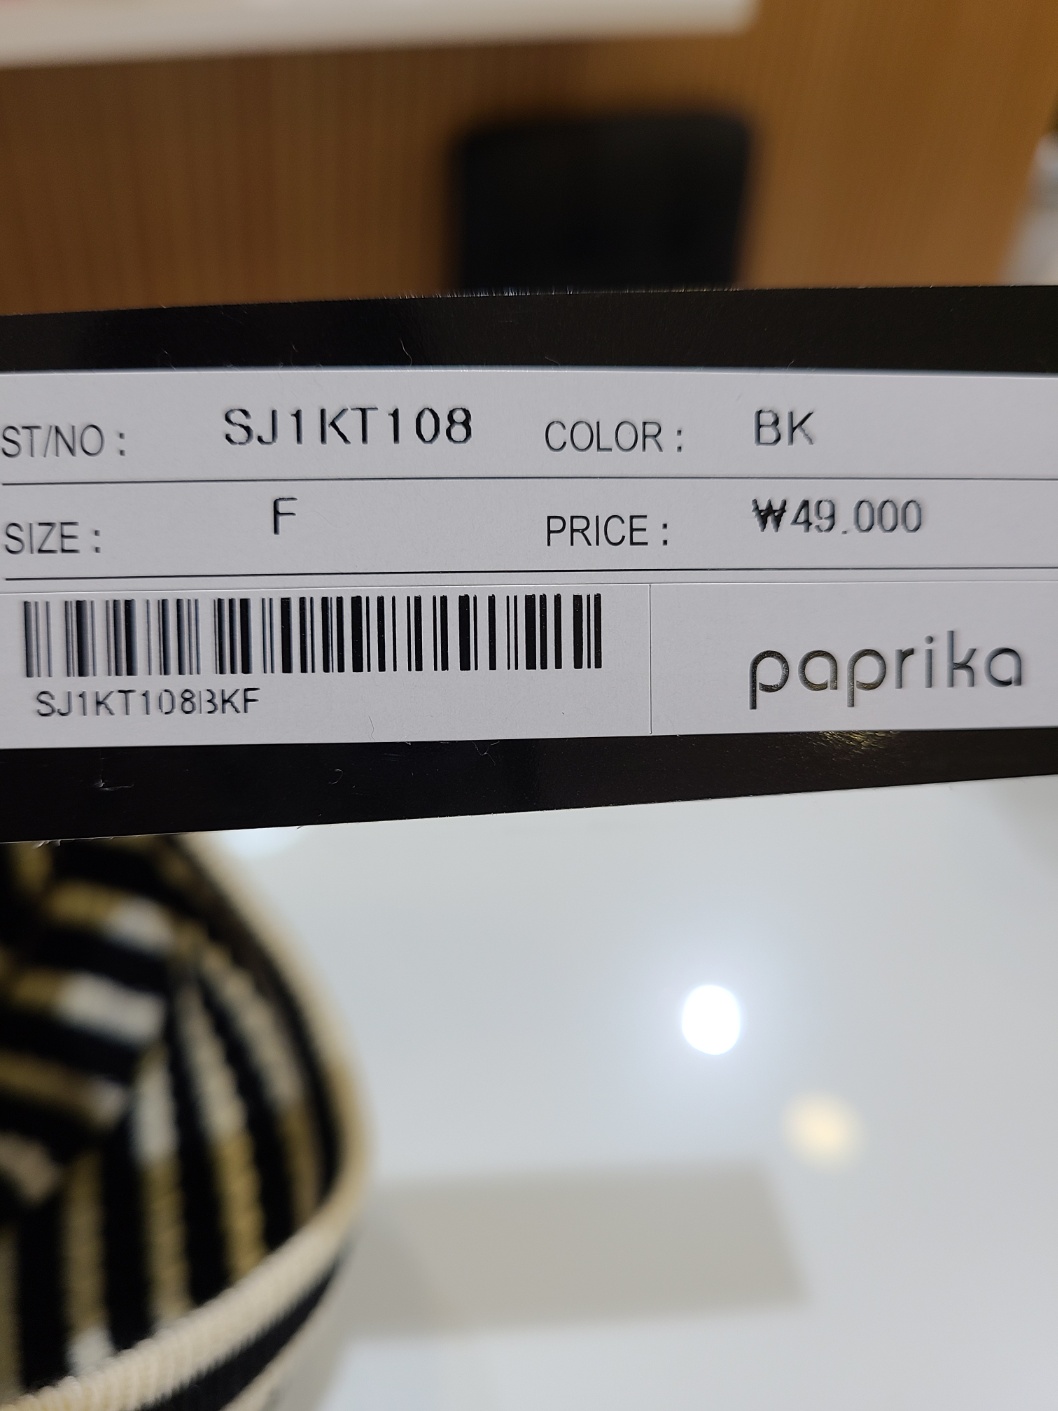 ST/NO : SJ1KT108 COLOR : BK
SIZE : F PRICE : ₩49.000
SJ1KT108BKF
paprika